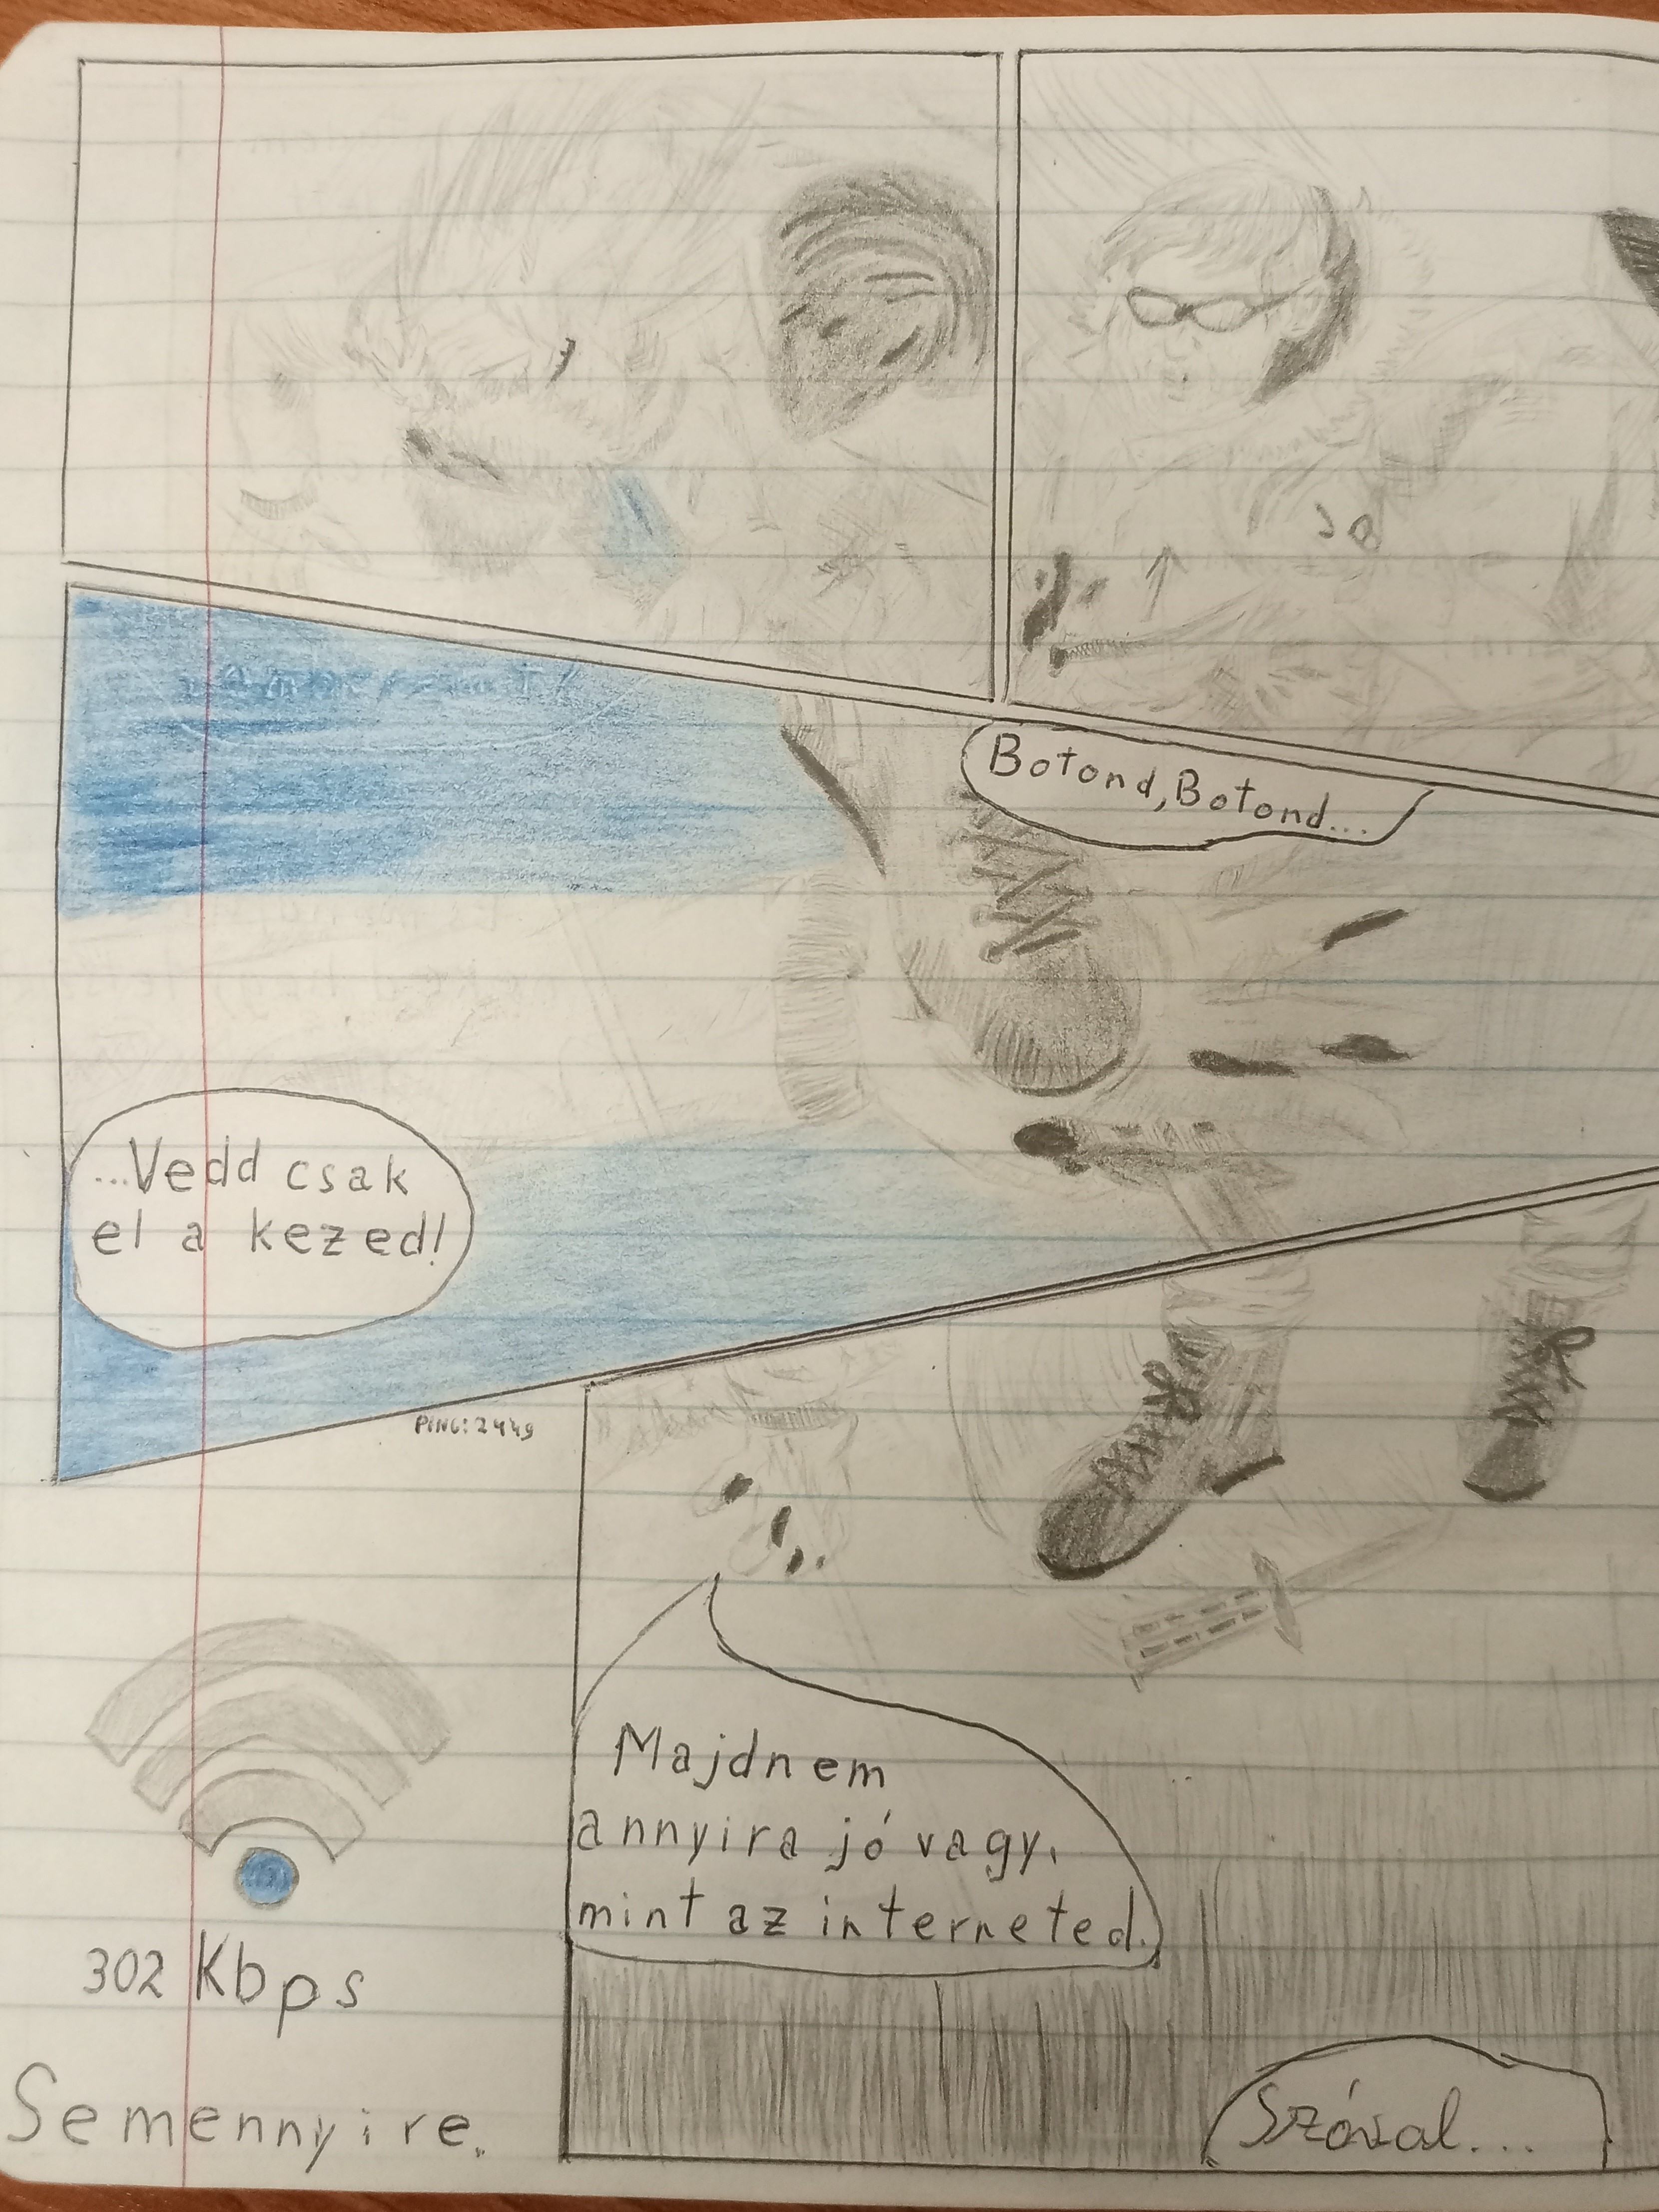 Botond, Botond...
...Vedd csak
el a kezed!
PING: 2449
Majdnem
annyira jó vagy,
mint az interneted.
302 Kbps
Semennyire.
Szóval...